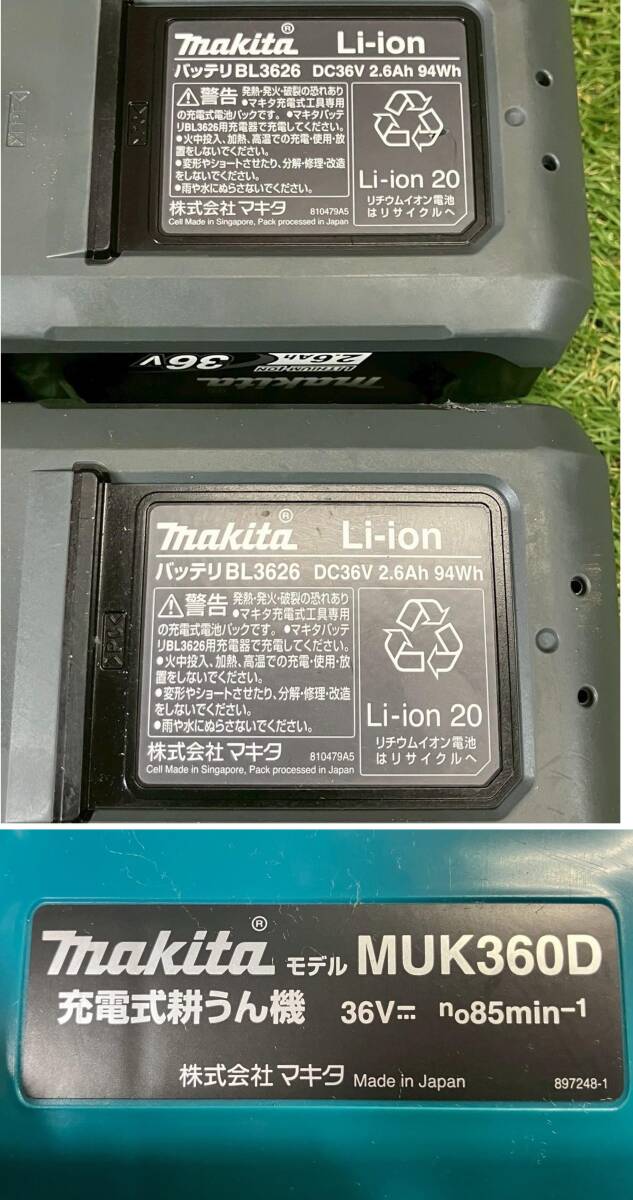 makita® Li-ion
バッテリBL3626 DC36V 2.6Ah 94Wh
警告 発熱・発火・破裂の恐れあり
●マキタ充電式工具専用
の充電式電池パックです。●マキタバッテ
リBL3626用充電器で充電してください。
●火中投入、加熱、高温での充電・使用・放
置をしないでください。
●変形やショートさせたり、分解・修理・改造
をしないでください。
●雨や水にぬらさないでください。
Li-ion 20
リチウムイオン電池
はリサイクルへ
株式会社マキタ 810479A5
Cell Made in Singapore, Pack processed in Japan
2.6Ah
LITHIUM-ION
36V
makita
makita® Li-ion
バッテリBL3626 DC36V 2.6Ah 94Wh
警告 発熱・発火・破裂の恐れあり
●マキタ充電式工具専用
の充電式電池パックです。●マキタバッテ
リBL3626用充電器で充電してください。
●火中投入、加熱、高温での充電・使用・放
置をしないでください。
●変形やショートさせたり、分解・修理・改造
をしないでください。
●雨や水にぬらさないでください。
Li-ion 20
リチウムイオン電池
はリサイクルへ
株式会社マキタ 810479A5
Cell Made in Singapore, Pack processed in Japan
makita® モデル MUK360D
充電式耕うん機 36V⎓ no85min-1
株式会社マキタ Made in Japan 897248-1